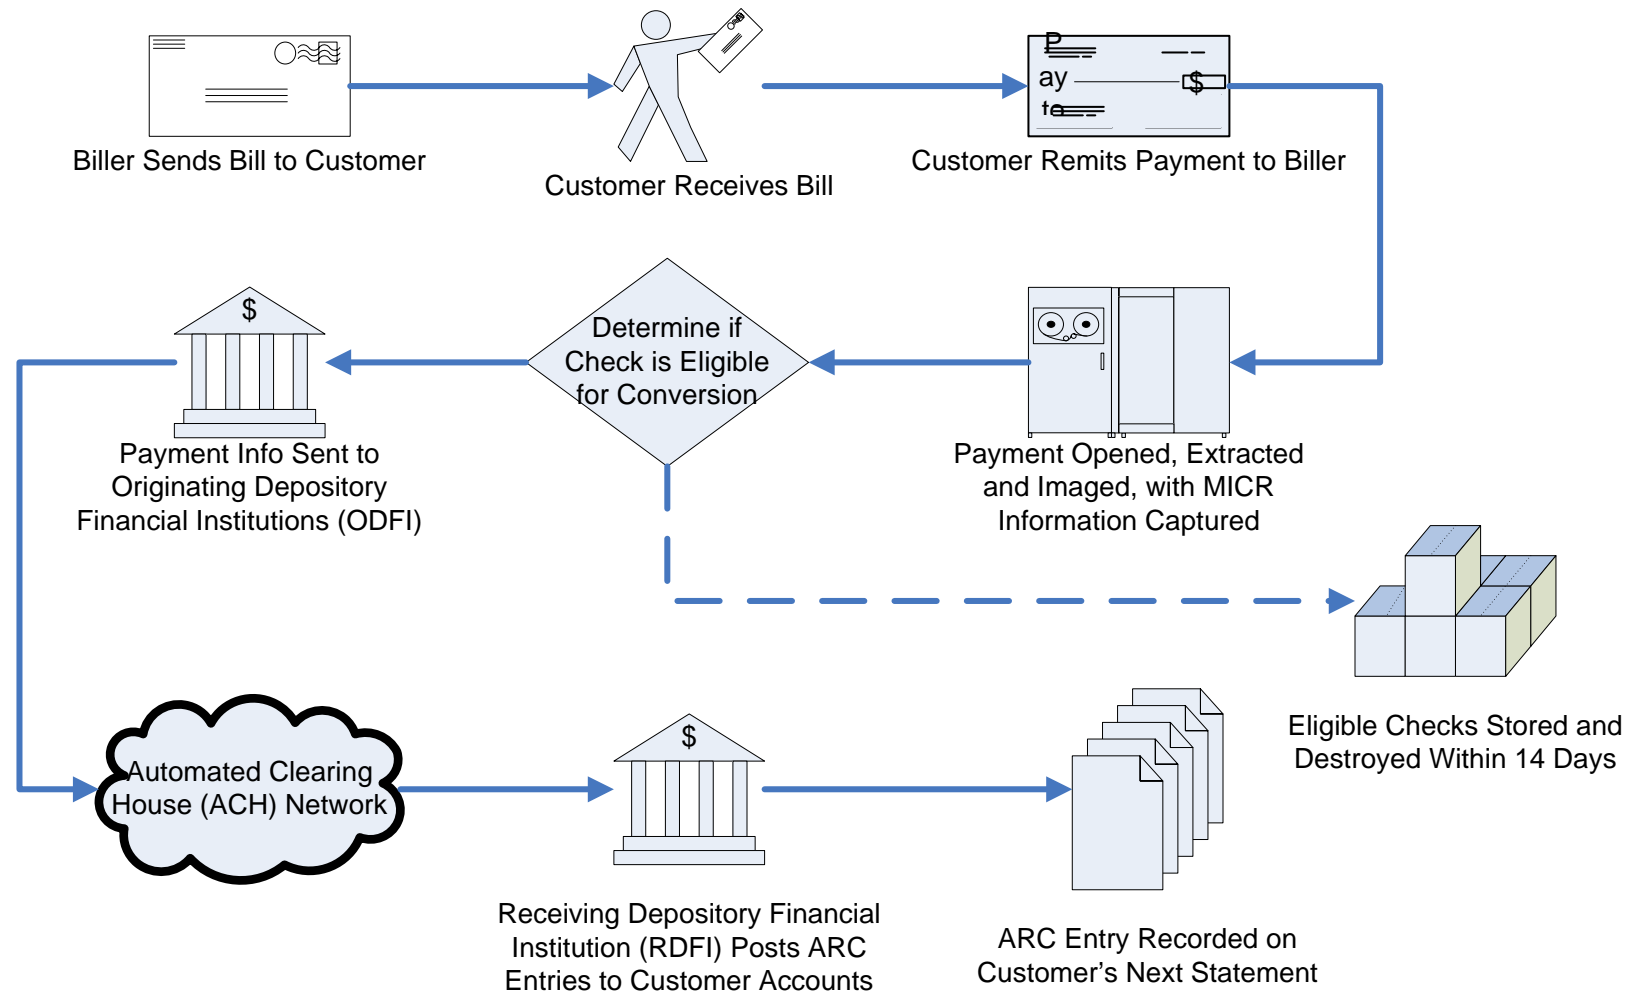 P
ay
to
$
Biller Sends Bill to Customer
Customer Receives Bill
Customer Remits Payment to Biller
$
Determine if
Check is Eligible
for Conversion
Payment Info Sent to
Originating Depository
Financial Institutions (ODFI)
Payment Opened, Extracted
and Imaged, with MICR
Information Captured
Eligible Checks Stored and
Destroyed Within 14 Days
Automated Clearing
House (ACH) Network
$
Receiving Depository Financial
Institution (RDFI) Posts ARC
Entries to Customer Accounts
ARC Entry Recorded on
Customer’s Next Statement